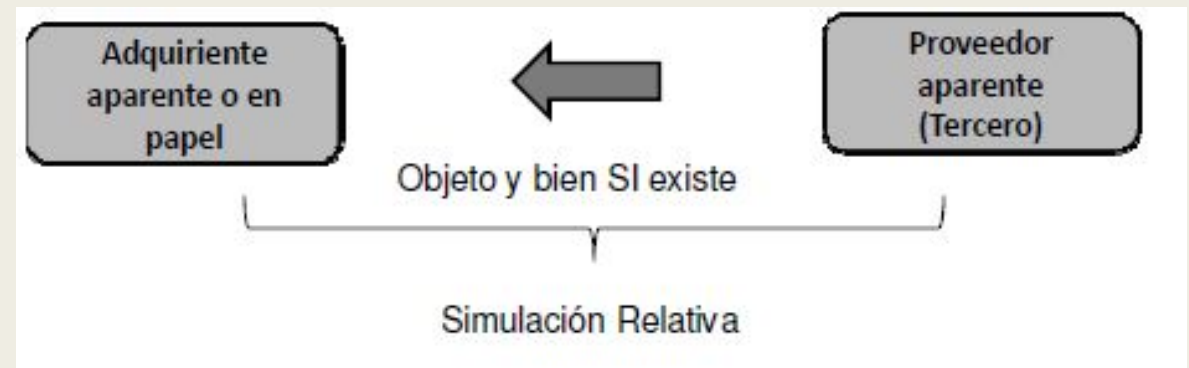 Adquiriente
aparente o en
papel
Proveedor
aparente
(Tercero)
Objeto y bien SI existe
Simulación Relativa